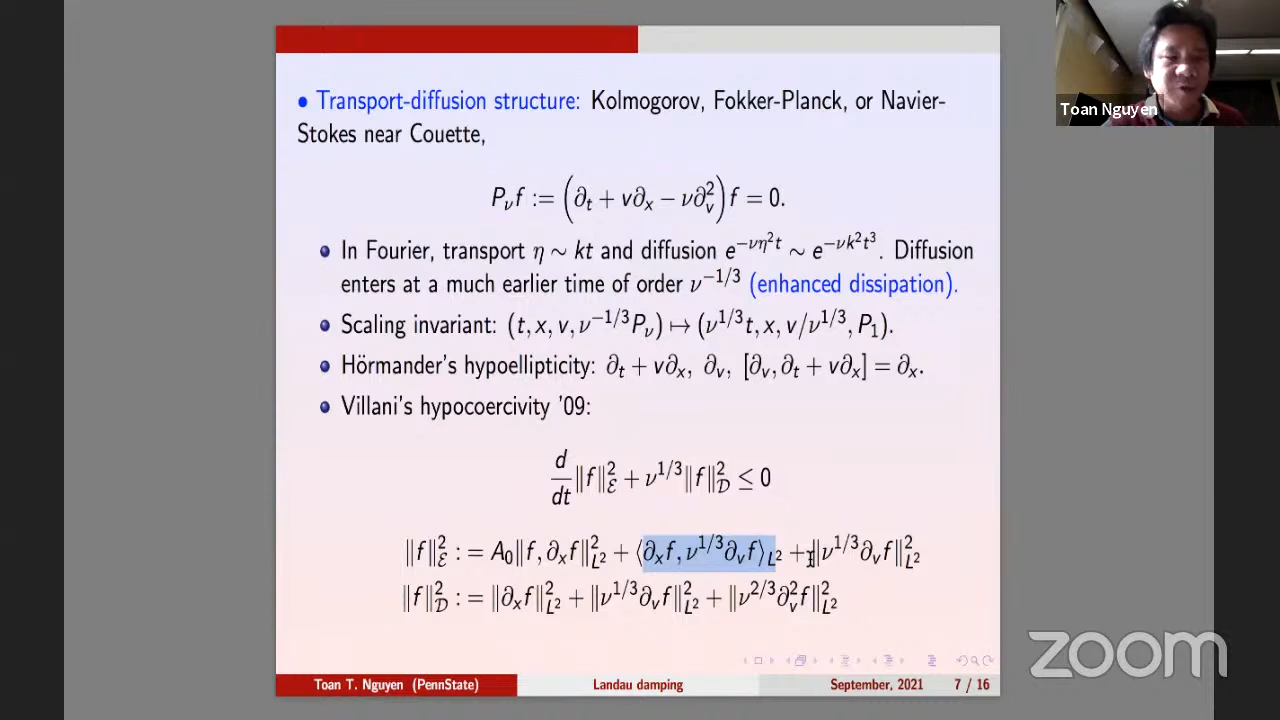 • Transport-diffusion structure: Kolmogorov, Fokker-Planck, or Navier-
Stokes near Couette,
P_ν f := (∂_t + v∂_x − ν∂_v^2) f = 0.
In Fourier, transport η ∼ kt and diffusion e^{−νη^2 t} ∼ e^{−νk^2 t^3}. Diffusion
enters at a much earlier time of order ν^{−1/3} (enhanced dissipation).
Scaling invariant: (t, x, v, ν^{−1/3}P_ν) ↦ (ν^{1/3}t, x, v/ν^{1/3}, P_1).
Hörmander's hypoellipticity: ∂_t + v∂_x, ∂_v, [∂_v, ∂_t + v∂_x] = ∂_x.
Villani's hypocoercivity '09:
d/dt ‖f‖_ℰ^2 + ν^{1/3}‖f‖_𝒟^2 ≤ 0
‖f‖_ℰ^2 := A_0‖f, ∂_x f‖_{L^2}^2 + ⟨∂_x f, ν^{1/3}∂_v f⟩_{L^2} + ‖ν^{1/3}∂_v f‖_{L^2}^2
‖f‖_𝒟^2 := ‖∂_x f‖_{L^2}^2 + ‖ν^{1/3}∂_v f‖_{L^2}^2 + ‖ν^{2/3}∂_v^2 f‖_{L^2}^2
Toan T. Nguyen (PennState) Landau damping September, 2021 7 / 16
Toan Nguyen
zoom